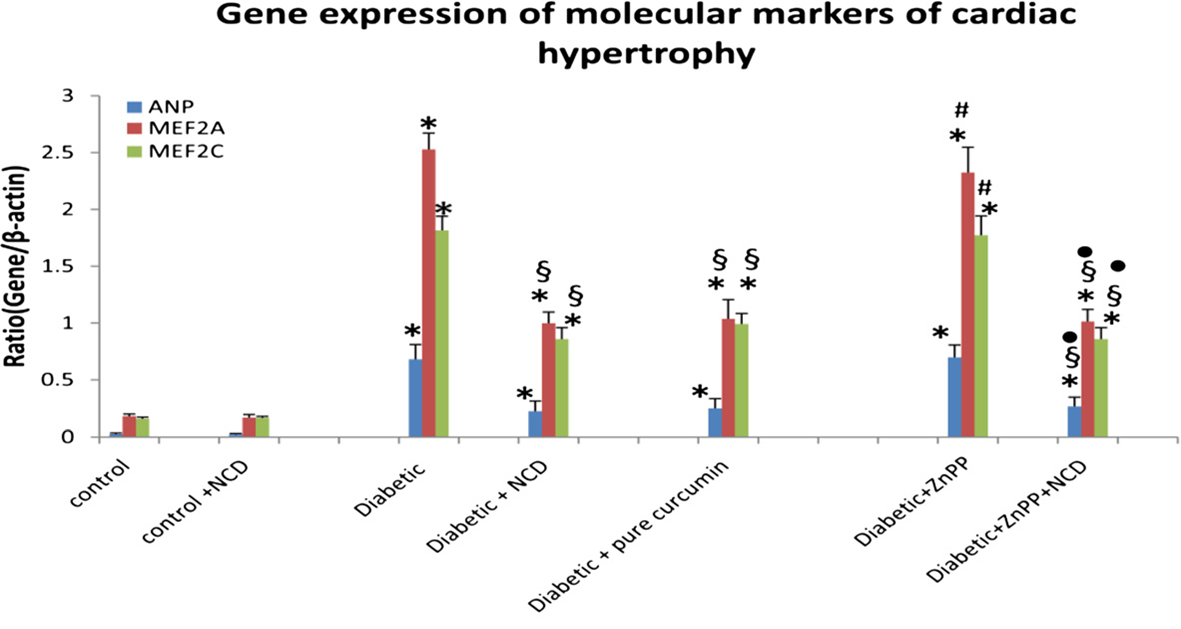 Gene expression of molecular markers of cardiac
hypertrophy
Ratio(Gene/β-actin)
3
2.5
2
1.5
1
0.5
0
ANP
MEF2A
MEF2C
*
*
*
§
*
§
*
*
§
*
§
*
*
#
*
#
*
*
●
§
*
●
§
*
●
§
*
control
control +NCD
Diabetic
Diabetic + NCD
Diabetic + pure curcumin
Diabetic+ZnPP
Diabetic+ZnPP+NCD